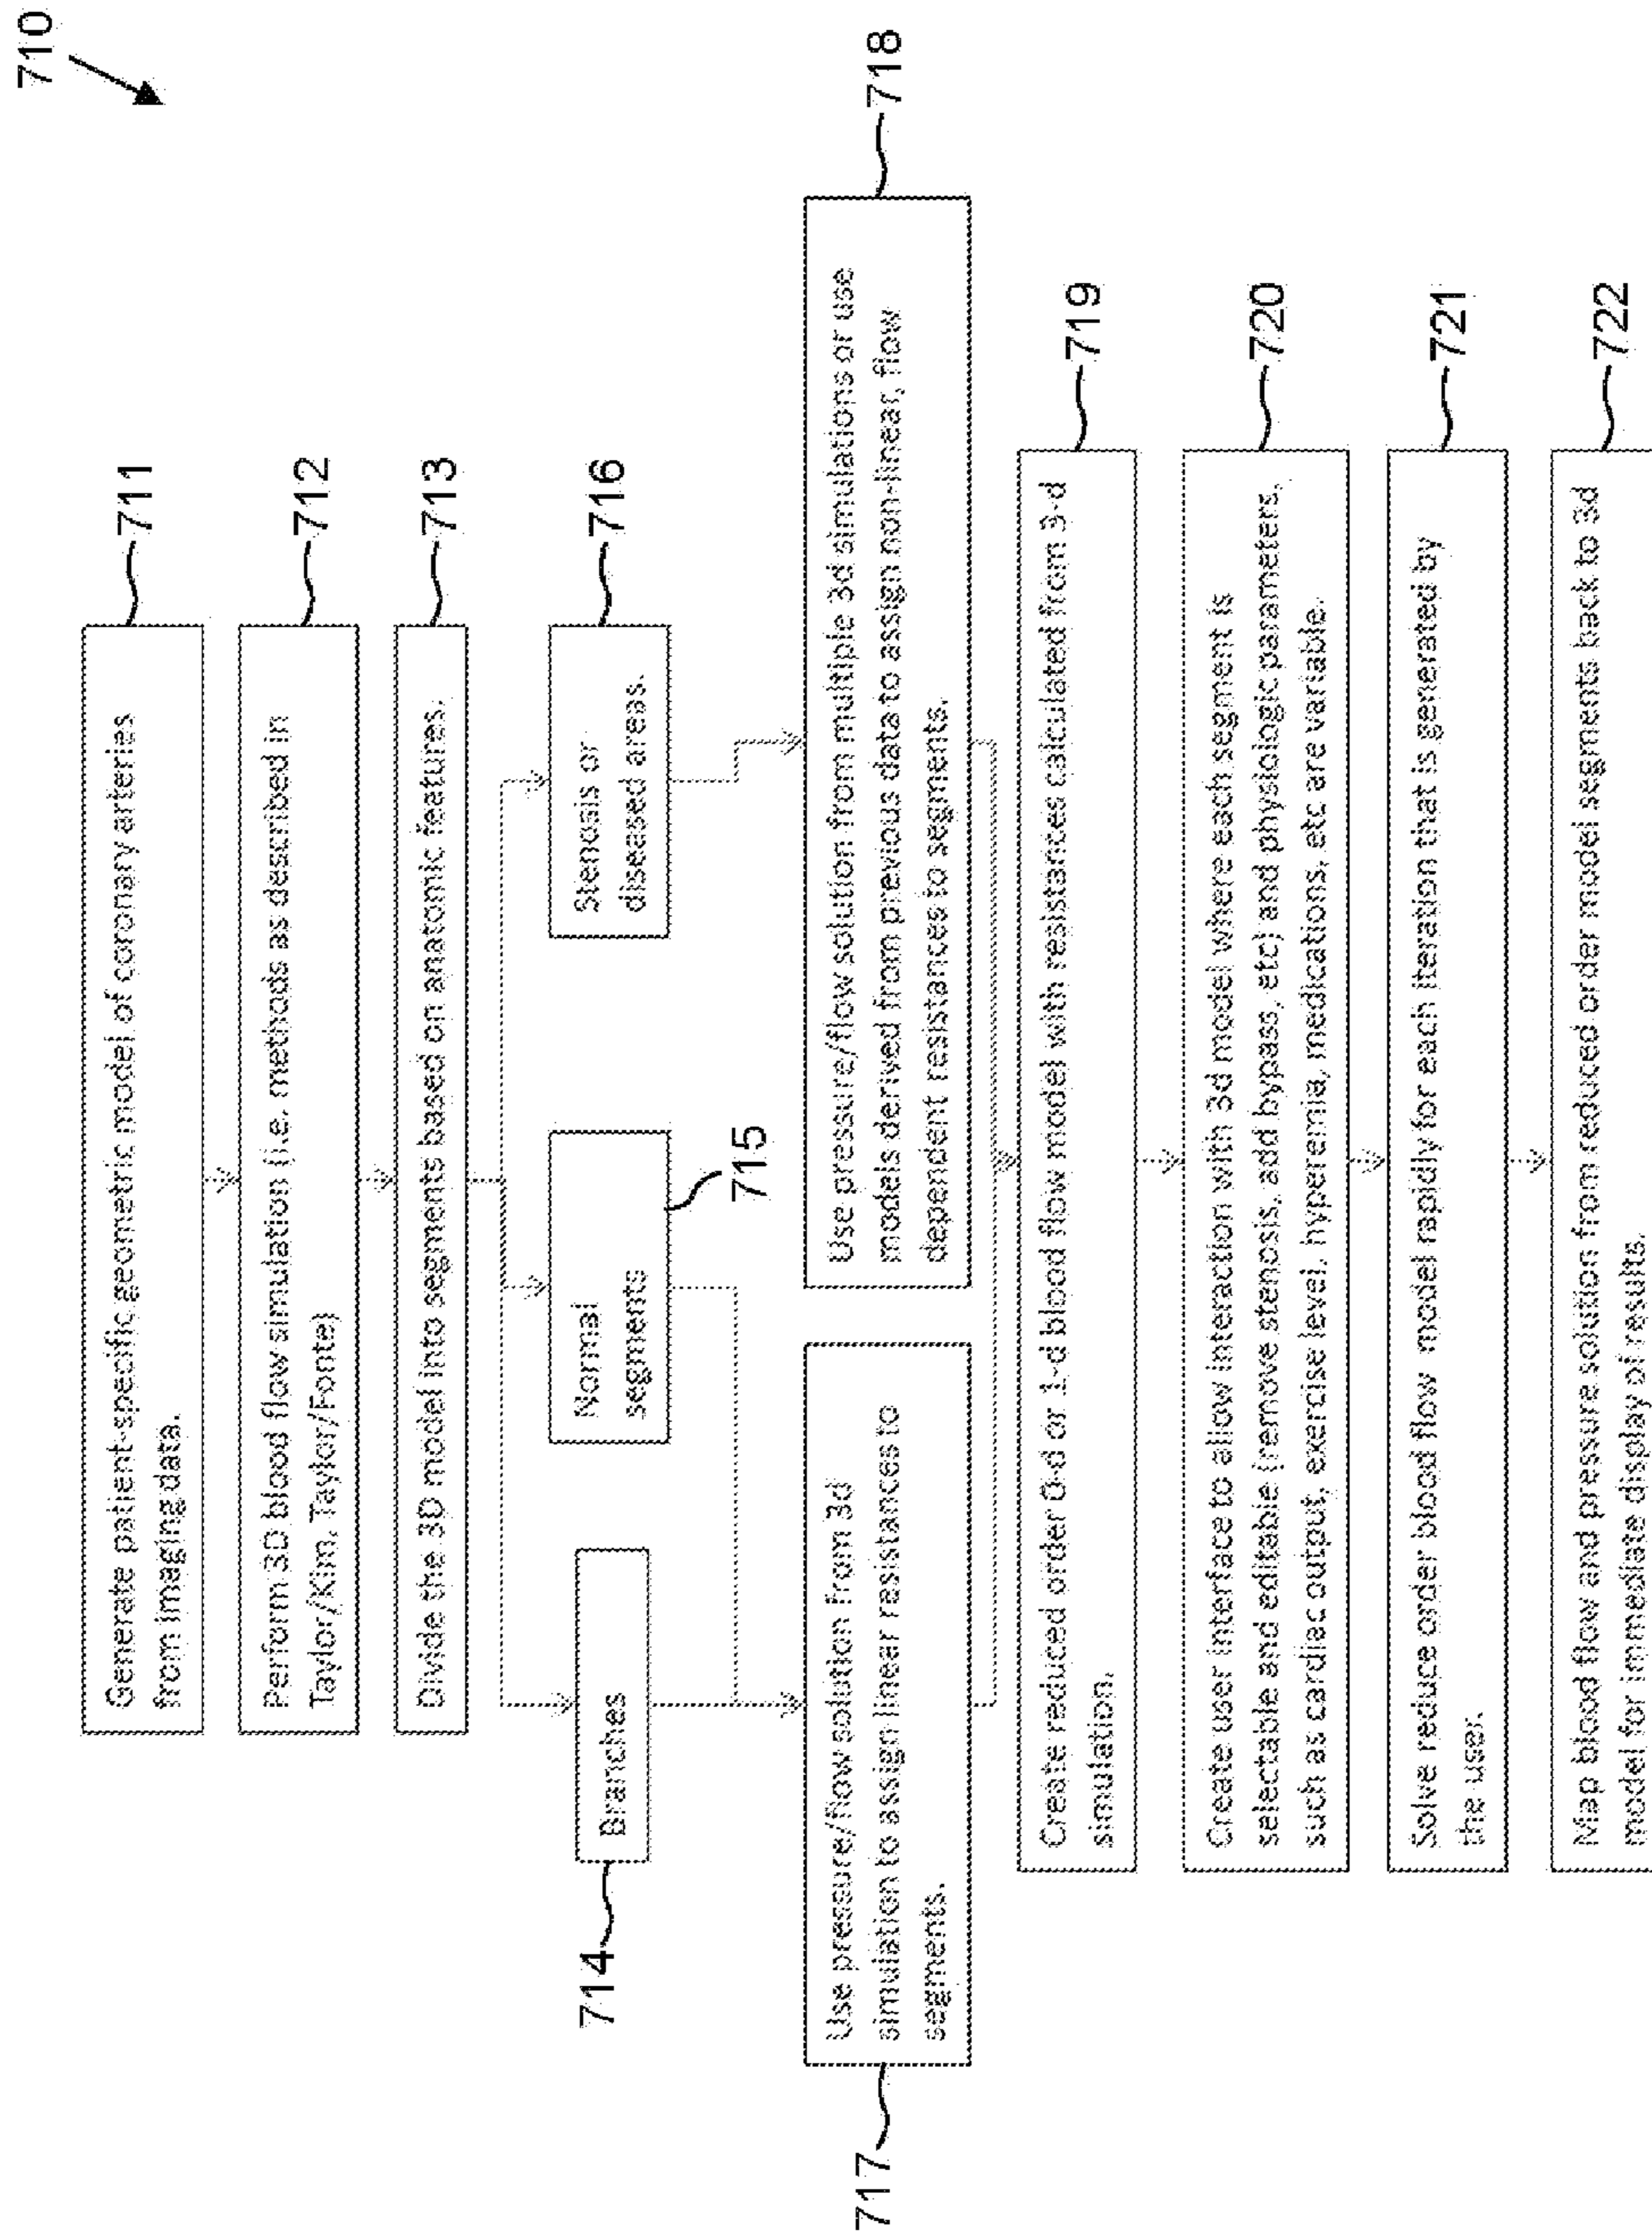 710
Generate patient-specific geometric model of coronary arteries
from imaging data.
711
Perform 3D blood flow simulation (i.e. methods as described in
Taylor/Kim, Taylor/Fonte)
712
Divide the 3D model into segments based on anatomic features.
713
714
Branches
Normal
segments
715
Stenosis or
diseased areas.
716
717
Use pressure/flow solution from 3d
simulation to assign linear resistances to
segments.
Use pressure/flow solution from multiple 3d simulations or use
models derived from previous data to assign non-linear, flow
dependent resistances to segments.
718
Create reduced order 0-d or 1-d blood flow model with resistances calculated from 3-d
simulation.
719
Create user interface to allow interaction with 3d model where each segment is
selectable and editable (remove stenosis, add bypass, etc) and physiologic parameters,
such as cardiac output, exercise level, hyperemia, medications, etc are variable.
720
Solve reduce order blood flow model rapidly for each iteration that is generated by
the user.
721
Map blood flow and pressure solution from reduced order model segments back to 3d
model for immediate display of results.
722